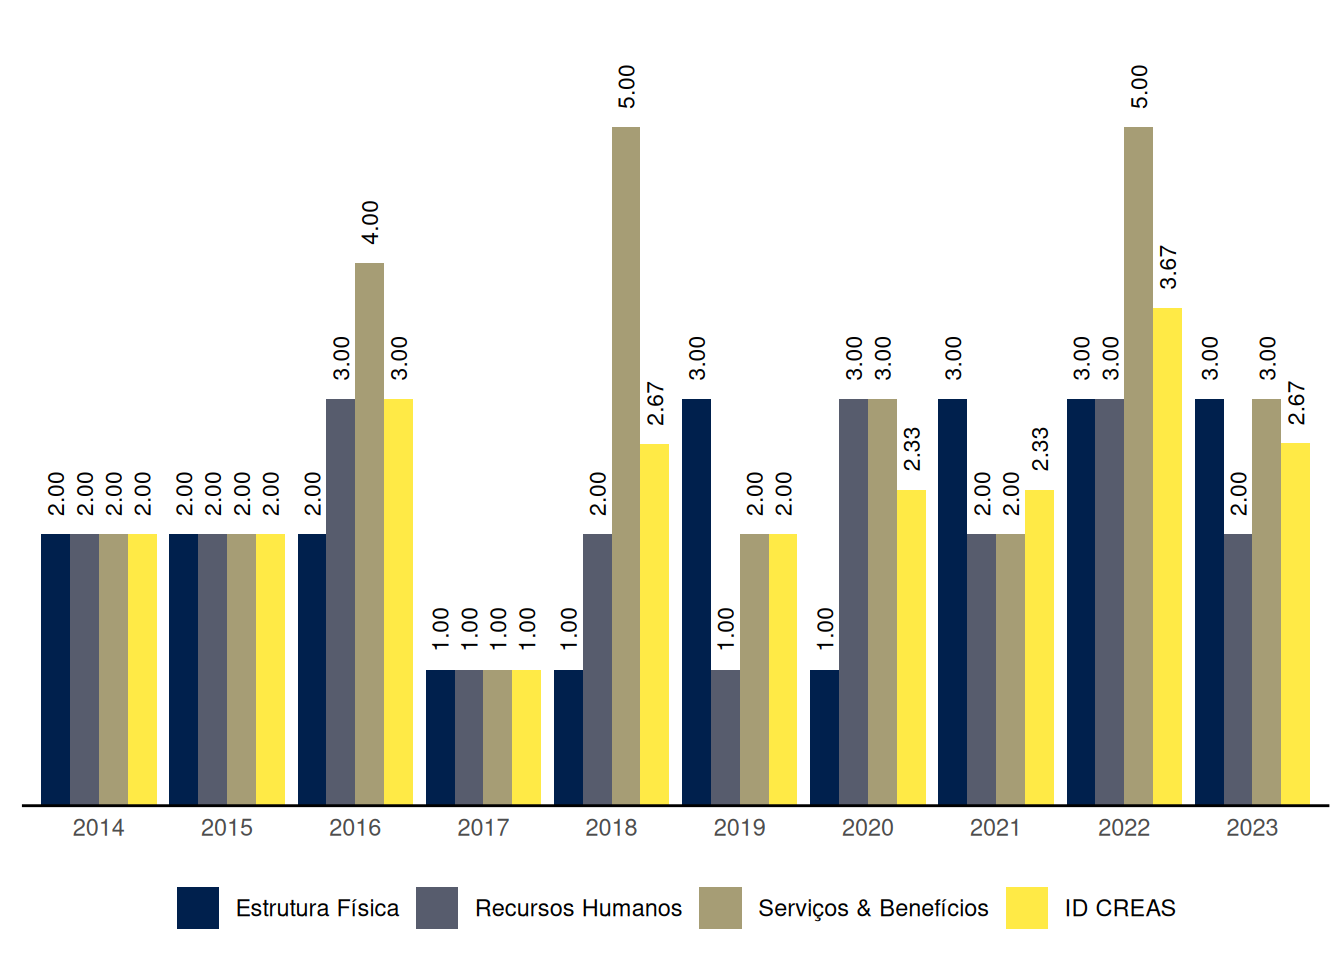 5.00 5.00
4.00
3.67
3.00 3.00 3.00 3.00 3.00 3.00 3.00 3.00 3.00 3.00
2.67 2.67
2.33 2.33
2.00 2.00 2.00 2.00 2.00 2.00 2.00 2.00 2.00 2.00 2.00 2.00 2.00 2.00 2.00
1.00 1.00 1.00 1.00 1.00 1.00 1.00
2014 2015 2016 2017 2018 2019 2020 2021 2022 2023
Estrutura Física Recursos Humanos Serviços & Benefícios ID CREAS